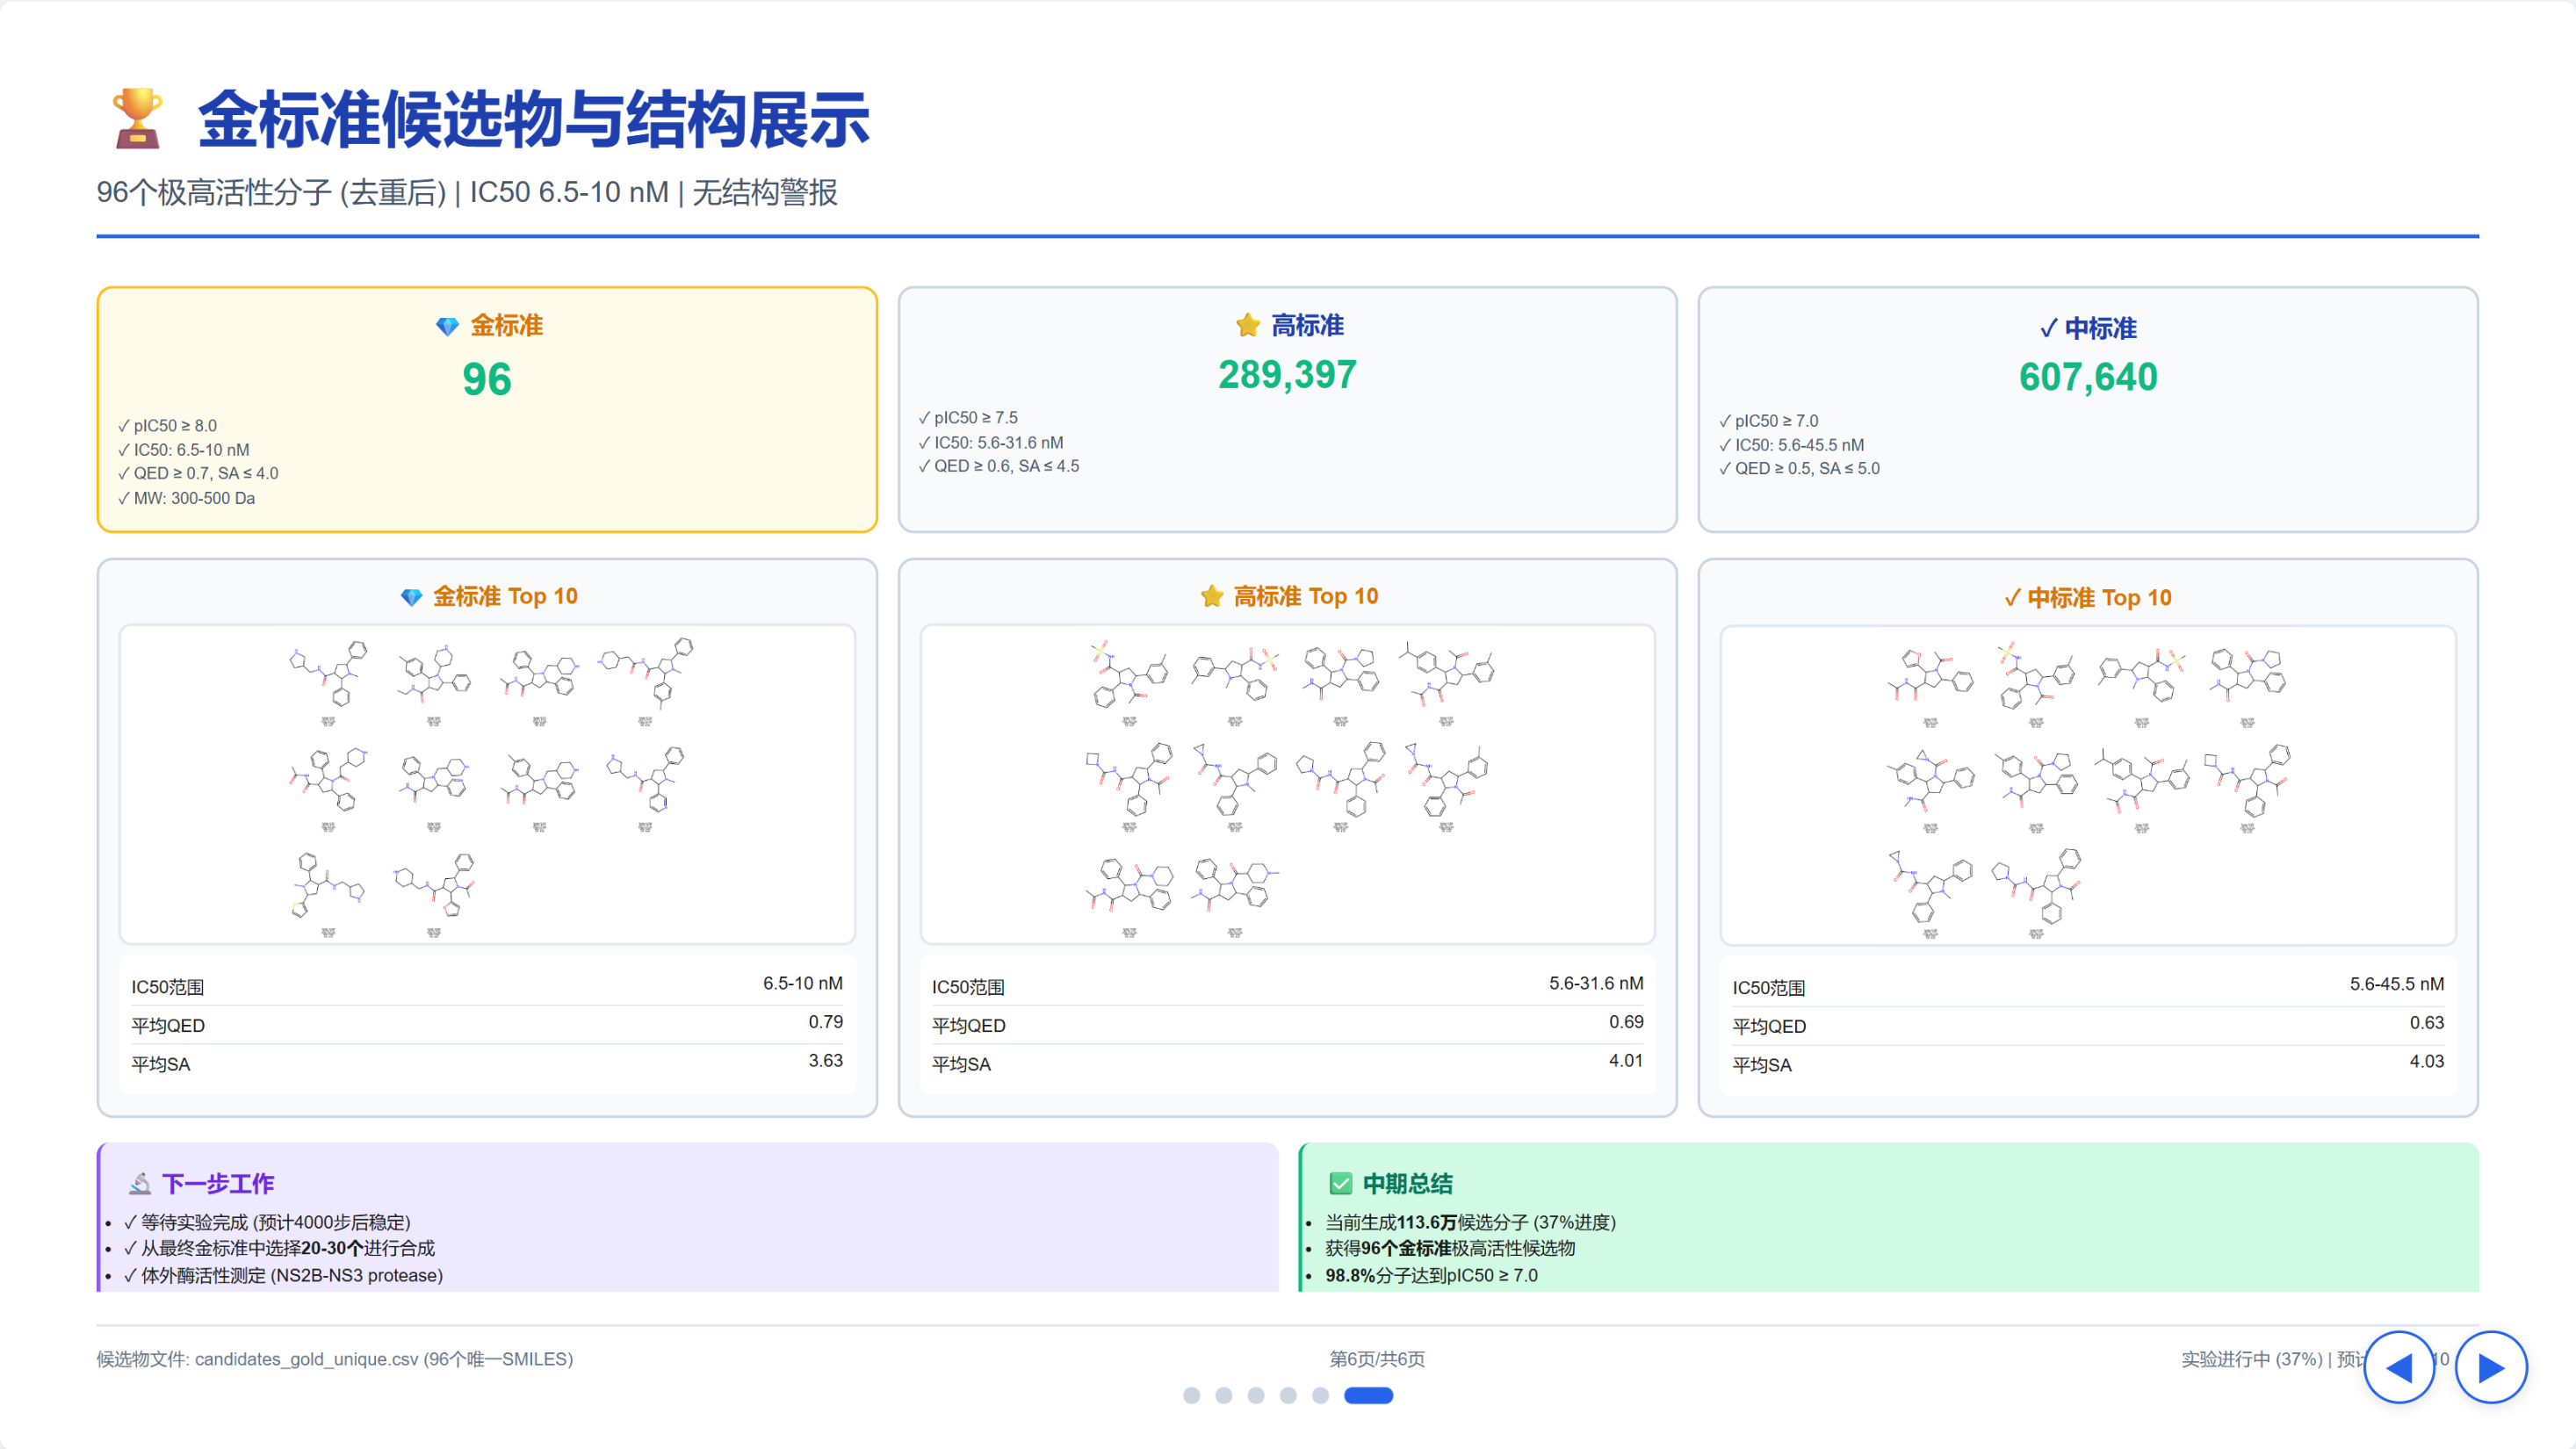 🏆 金标准候选物与结构展示
96个极高活性分子 (去重后) | IC50 6.5-10 nM | 无结构警报
💎 金标准
96
✓ pIC50 ≥ 8.0
✓ IC50: 6.5-10 nM
✓ QED ≥ 0.7, SA ≤ 4.0
✓ MW: 300-500 Da
⭐ 高标准
289,397
✓ pIC50 ≥ 7.5
✓ IC50: 5.6-31.6 nM
✓ QED ≥ 0.6, SA ≤ 4.5
✓ 中标准
607,640
✓ pIC50 ≥ 7.0
✓ IC50: 5.6-45.5 nM
✓ QED ≥ 0.5, SA ≤ 5.0
💎 金标准 Top 10
IC50范围 6.5-10 nM
平均QED 0.79
平均SA 3.63
⭐ 高标准 Top 10
IC50范围 5.6-31.6 nM
平均QED 0.69
平均SA 4.01
✓ 中标准 Top 10
IC50范围 5.6-45.5 nM
平均QED 0.63
平均SA 4.03
🔬 下一步工作
• ✓ 等待实验完成 (预计4000步后稳定)
• ✓ 从最终金标准中选择20-30个进行合成
• ✓ 体外酶活性测定 (NS2B-NS3 protease)
✅ 中期总结
• 当前生成113.6万候选分子 (37%进度)
• 获得96个金标准极高活性候选物
• 98.8%分子达到pIC50 ≥ 7.0
候选物文件: candidates_gold_unique.csv (96个唯一SMILES)
第6页/共6页
实验进行中 (37%) | 预